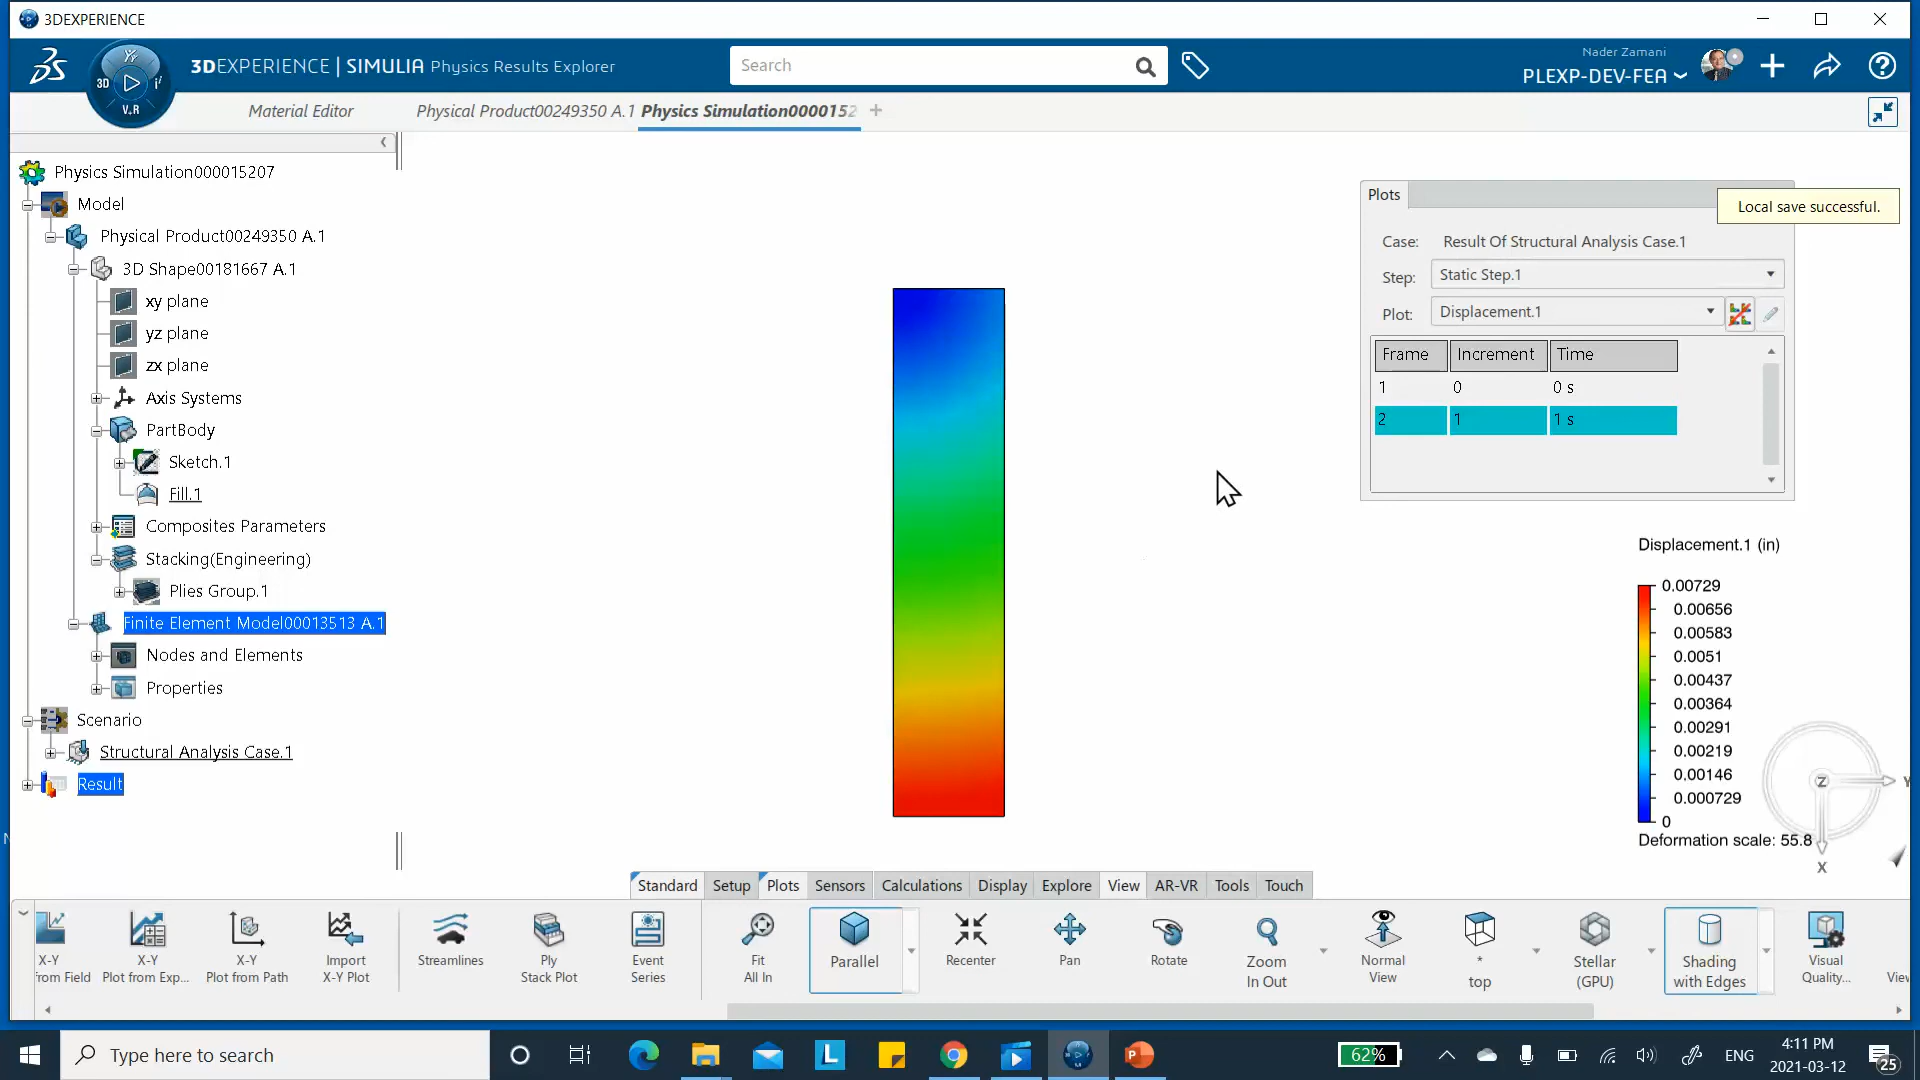 3DEXPERIENCE
3DEXPERIENCE | SIMULIA Physics Results Explorer
Search
Nader Zamani
PLEXP-DEV-FEA
3D
V.R
Material Editor
Physical Product00249350 A.1
Physics Simulation0000152
Physics Simulation000015207
Model
Physical Product00249350 A.1
3D Shape00181667 A.1
xy plane
yz plane
zx plane
Axis Systems
PartBody
Sketch.1
Fill.1
Composites Parameters
Stacking(Engineering)
Plies Group.1
Finite Element Model00013513 A.1
Nodes and Elements
Properties
Scenario
Structural Analysis Case.1
Result
Plots
Local save successful.
Case: Result Of Structural Analysis Case.1
Step: Static Step.1
Plot: Displacement.1
Frame Increment Time
1 0 0 s
2 1 1 s
Displacement.1 (in)
0.00729
0.00656
0.00583
0.0051
0.00437
0.00364
0.00291
0.00219
0.00146
0.000729
0
Deformation scale: 55.8
Z
Y
X
Standard Setup Plots Sensors Calculations Display Explore View AR-VR Tools Touch
X-Y
from Field
X-Y
Plot from Exp...
X-Y
Plot from Path
Import
X-Y Plot
Streamlines
Ply
Stack Plot
Event
Series
Fit
All In
Parallel
Recenter
Pan
Rotate
Zoom
In Out
Normal
View
*
top
Stellar
(GPU)
Shading
with Edges
Visual
Quality...
Type here to search
62%
ENG
4:11 PM
2021-03-12
25